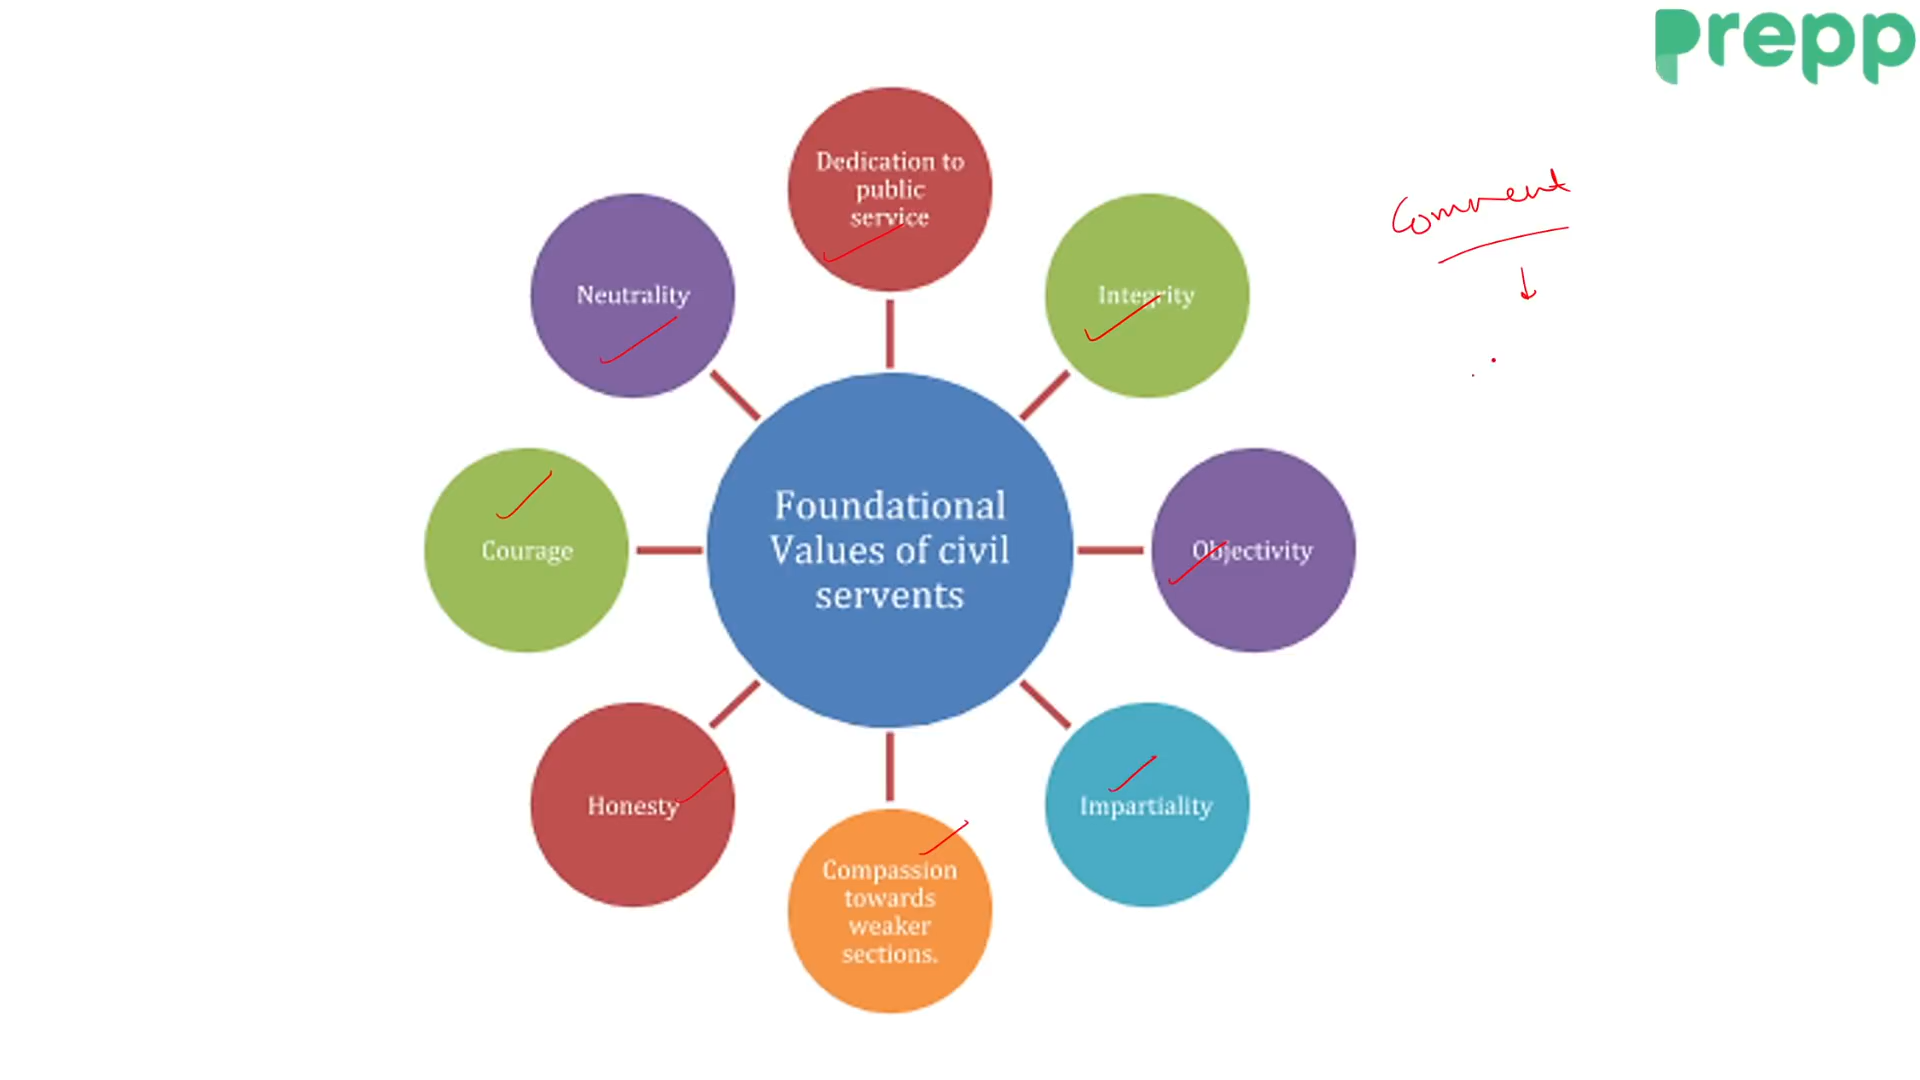 prepp
Dedication to
public
service
Neutrality
Integrity
Comment
Courage
Foundational
Values of civil
servents
Objectivity
Honesty
Impartiality
Compassion
towards
weaker
sections.